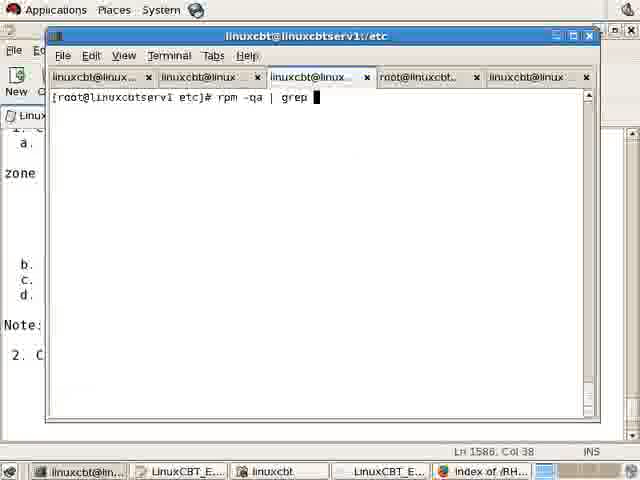 Applications Places System
linuxcbt@linuxcbtserv1:/etc
File Edit View Terminal Tabs Help
File Edit
linuxcbt@linux... linuxcbt@linux... linuxcbt@linux... root@linuxcbt... linuxcbt@linux...
New
[root@linuxcbtserv1 etc]# rpm -qa | grep
Linux
a.
zone
b.
c.
d.
Note:
2. C
Ln 1586, Col 38 INS
linuxcbt@lin... LinuxCBT_E... linuxcbt LinuxCBT_E... Index of /RH...